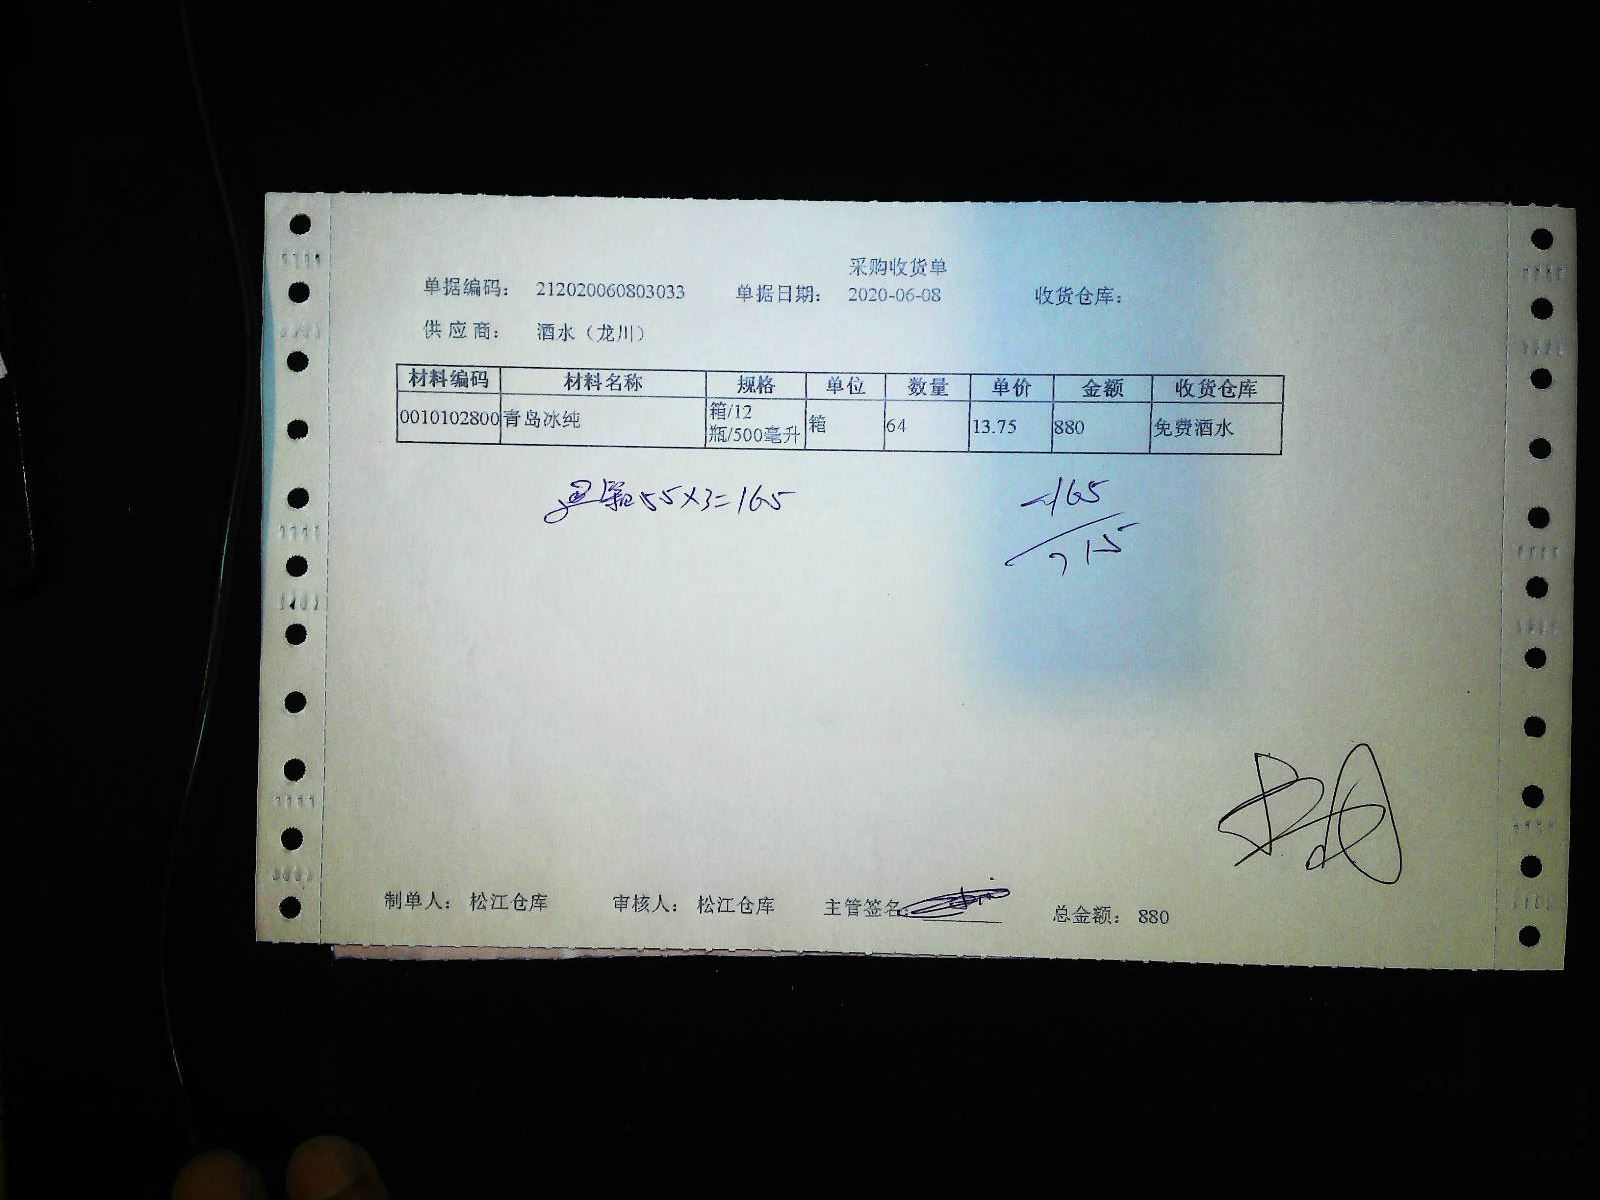 采购收货单
单据编码： 212020060803033 单据日期： 2020-06-08 收货仓库：
供应商： 酒水（龙川）
材料编码 材料名称 规格 单位 数量 单价 金额 收货仓库
0010102800 青岛冰纯 箱/12瓶/500毫升 箱 64 13.75 880 免费酒水
55×3=165
-165
715
制单人： 松江仓库 审核人： 松江仓库 主管签名： 总金额： 880